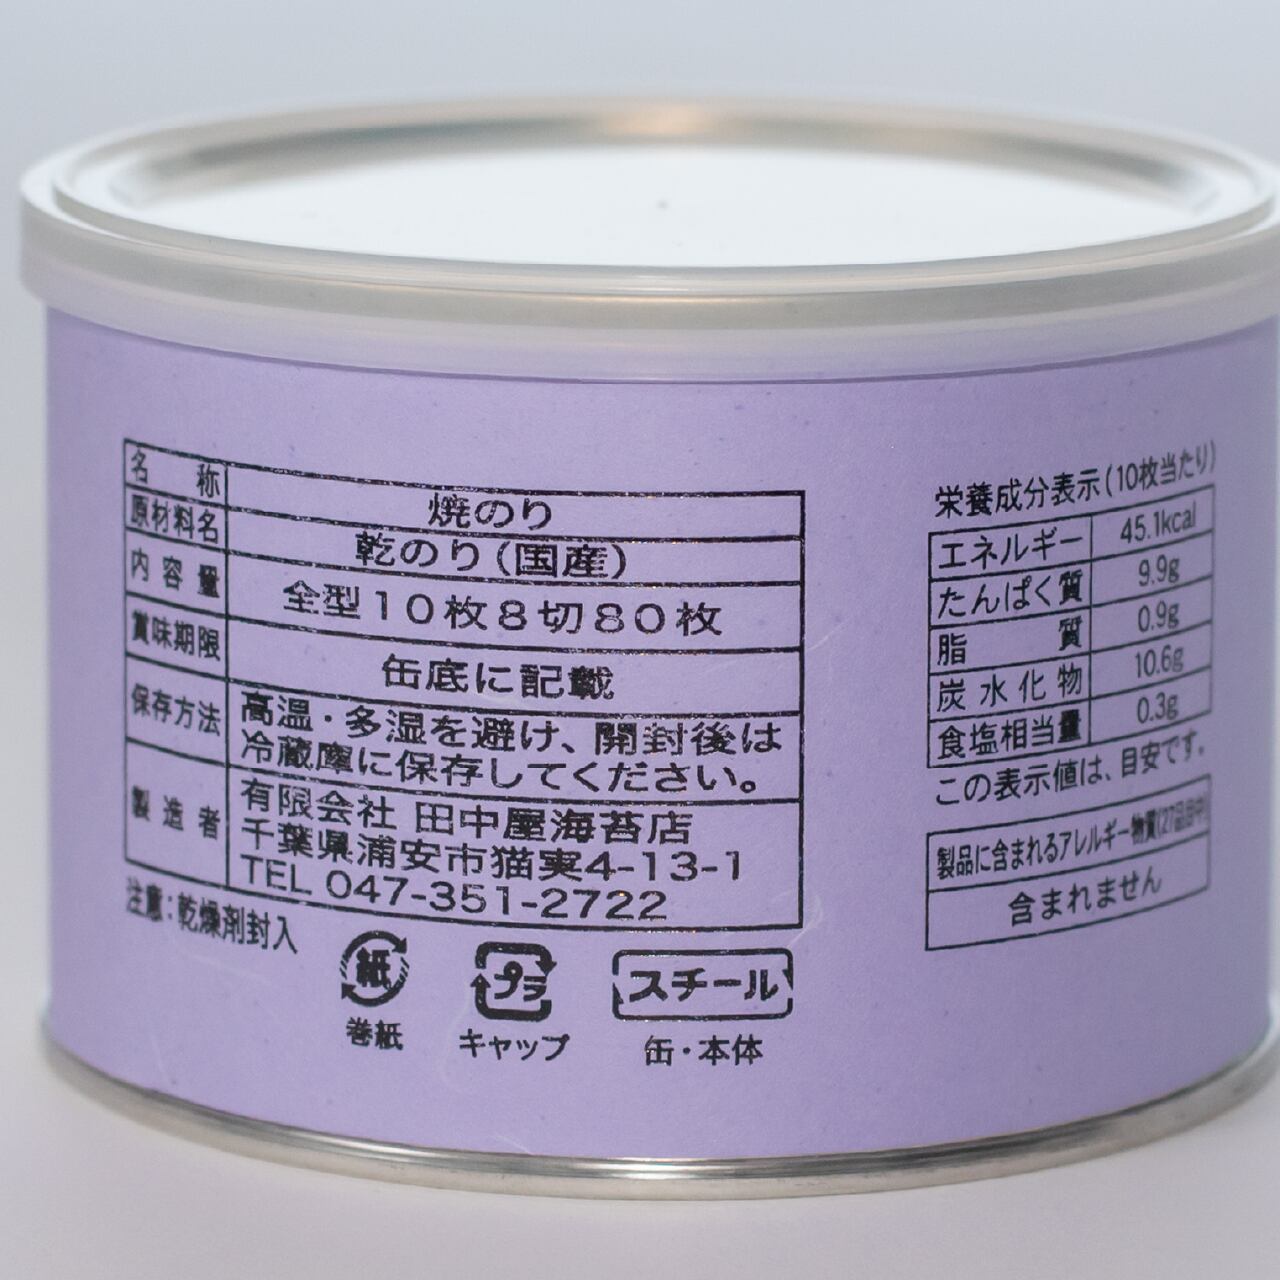 名称 焼のり
原材料名 乾のり(国産)
内容量 全型10枚8切80枚
賞味期限 缶底に記載
保存方法 高温・多湿を避け、開封後は
冷蔵庫に保存してください。
製造者 有限会社 田中屋海苔店
千葉県浦安市猫実4-13-1
TEL 047-351-2722
注意:乾燥剤封入
紙
巻紙
プラ
キャップ
スチール
缶・本体
栄養成分表示(10枚当たり)
エネルギー 45.1kcal
たんぱく質 9.9g
脂質 0.9g
炭水化物 10.6g
食塩相当量 0.3g
この表示値は、目安です。
製品に含まれるアレルギー物質(27品目中)
含まれません